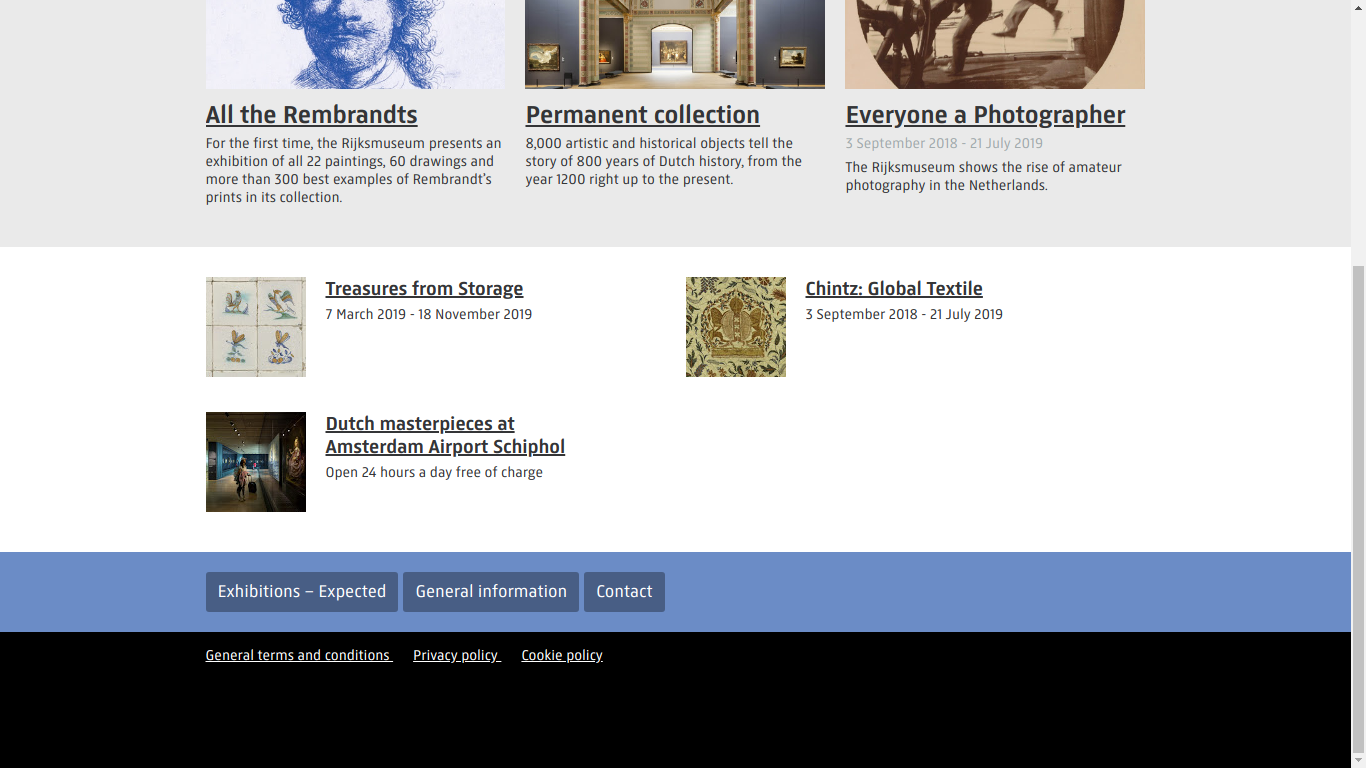 All the Rembrandts
For the first time, the Rijksmuseum presents an
exhibition of all 22 paintings, 60 drawings and
more than 300 best examples of Rembrandt's
prints in its collection.
Permanent collection
8,000 artistic and historical objects tell the
story of 800 years of Dutch history, from the
year 1200 right up to the present.
Everyone a Photographer
3 September 2018 - 21 July 2019
The Rijksmuseum shows the rise of amateur
photography in the Netherlands.
Treasures from Storage
7 March 2019 - 18 November 2019
Chintz: Global Textile
3 September 2018 - 21 July 2019
Dutch masterpieces at
Amsterdam Airport Schiphol
Open 24 hours a day free of charge
Exhibitions – Expected
General information
Contact
General terms and conditions
Privacy policy
Cookie policy